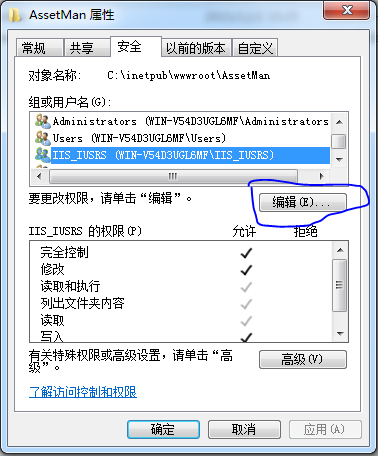 AssetMan 属性
常规 共享 安全 以前的版本 自定义
对象名称: C:\inetpub\wwwroot\AssetMan
组或用户名(G):
Administrators (WIN-V54D3UGL6MF\Administrators
Users (WIN-V54D3UGL6MF\Users)
IIS_IUSRS (WIN-V54D3UGL6MF\IIS_IUSRS)
要更改权限，请单击“编辑”。
编辑(E)...
IIS_IUSRS 的权限(P) 允许 拒绝
完全控制
修改
读取和执行
列出文件夹内容
读取
写入
有关特殊权限或高级设置，请单击“高
级”。
高级(V)
了解访问控制和权限
确定 取消 应用(A)